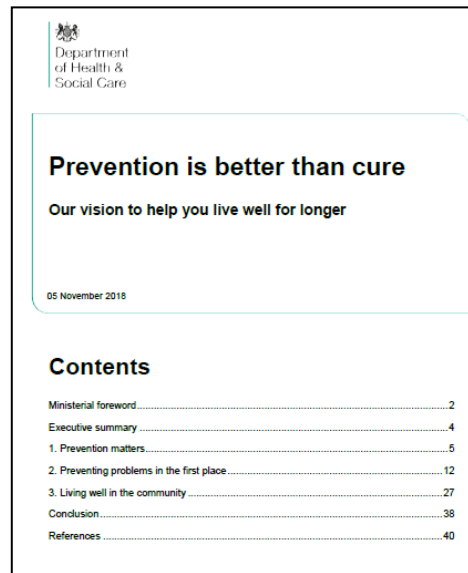 Department
of Health &
Social Care
Prevention is better than cure
Our vision to help you live well for longer
05 November 2018
Contents
Ministerial foreword........................................................................................................2
Executive summary ........................................................................................................4
1. Prevention matters........................................................................................................5
2. Preventing problems in the first place........................................................................12
3. Living well in the community........................................................................................27
Conclusion........................................................................................................38
References ........................................................................................................40